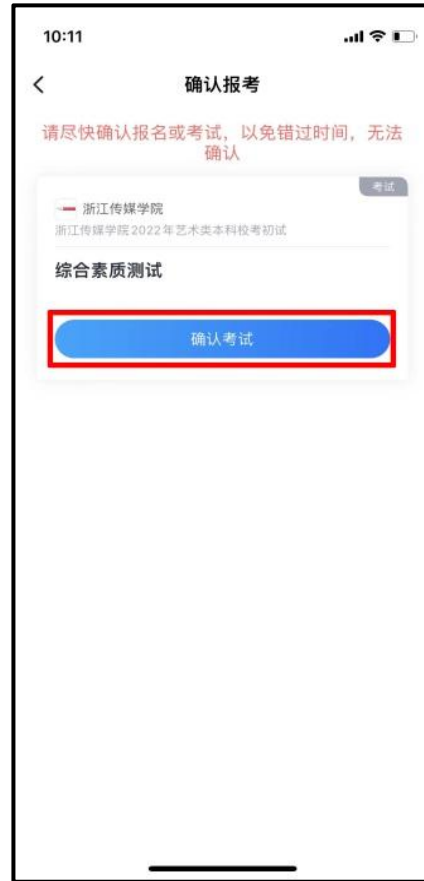 10:11
确认报考
请尽快确认报名或考试，以免错过时间，无法
确认
考试
浙江传媒学院
浙江传媒学院2022年艺术类本科校考初试
综合素质测试
确认考试